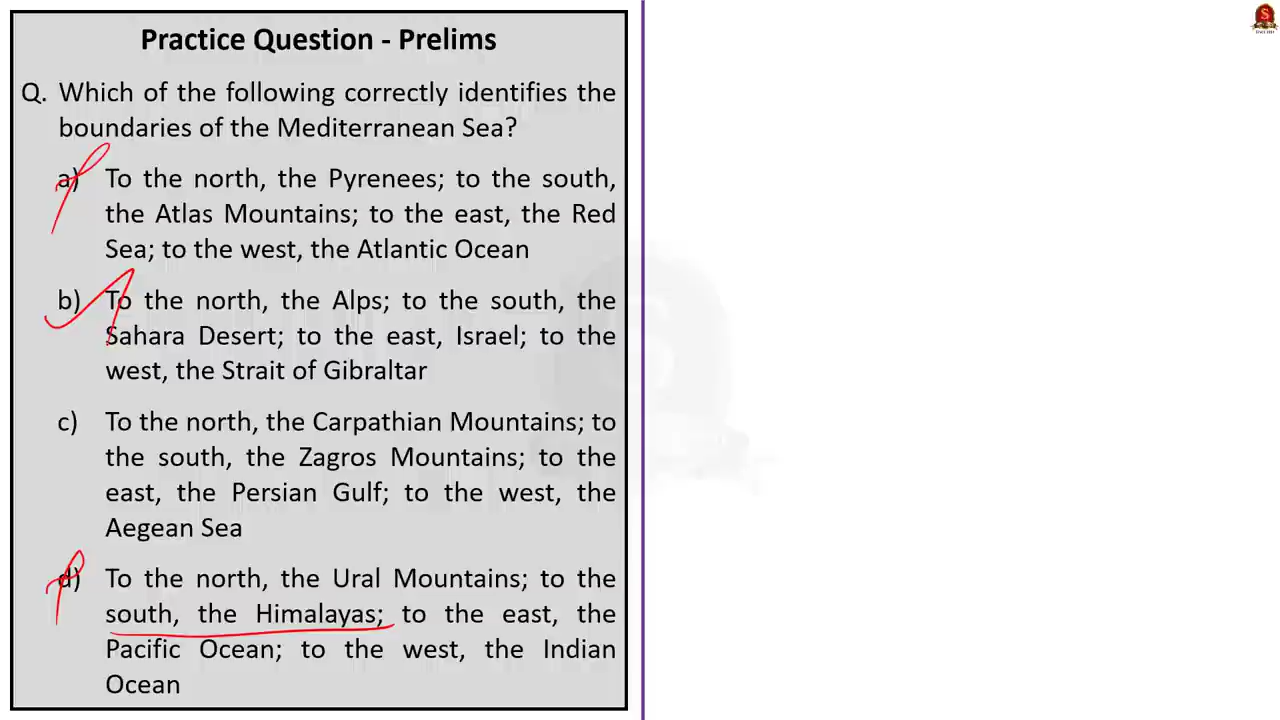 Practice Question - Prelims
Q. Which of the following correctly identifies the
boundaries of the Mediterranean Sea?
a) To the north, the Pyrenees; to the south,
the Atlas Mountains; to the east, the Red
Sea; to the west, the Atlantic Ocean
b) To the north, the Alps; to the south, the
Sahara Desert; to the east, Israel; to the
west, the Strait of Gibraltar
c) To the north, the Carpathian Mountains; to
the south, the Zagros Mountains; to the
east, the Persian Gulf; to the west, the
Aegean Sea
d) To the north, the Ural Mountains; to the
south, the Himalayas; to the east, the
Pacific Ocean; to the west, the Indian
Ocean
S